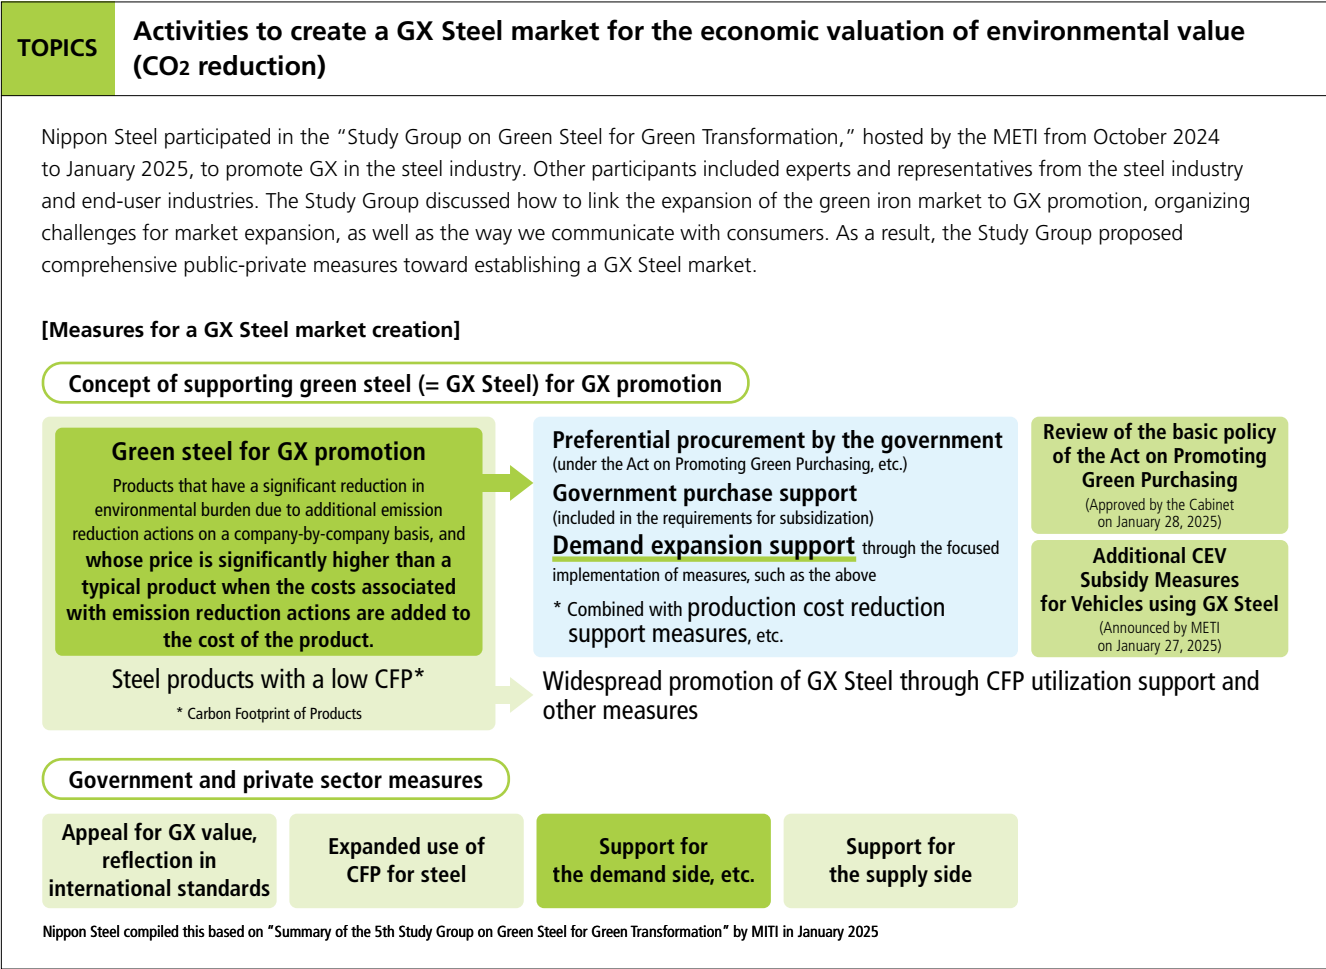 TOPICS
Activities to create a GX Steel market for the economic valuation of environmental value
(CO2 reduction)
Nippon Steel participated in the “Study Group on Green Steel for Green Transformation,” hosted by the METI from October 2024
to January 2025, to promote GX in the steel industry. Other participants included experts and representatives from the steel industry
and end-user industries. The Study Group discussed how to link the expansion of the green iron market to GX promotion, organizing
challenges for market expansion, as well as the way we communicate with consumers. As a result, the Study Group proposed
comprehensive public-private measures toward establishing a GX Steel market.
[Measures for a GX Steel market creation]
Concept of supporting green steel (= GX Steel) for GX promotion
Green steel for GX promotion
Products that have a significant reduction in
environmental burden due to additional emission
reduction actions on a company-by-company basis, and
whose price is significantly higher than a
typical product when the costs associated
with emission reduction actions are added to
the cost of the product.
Steel products with a low CFP*
* Carbon Footprint of Products
Preferential procurement by the government
(under the Act on Promoting Green Purchasing, etc.)
Government purchase support
(included in the requirements for subsidization)
Demand expansion support through the focused
implementation of measures, such as the above
* Combined with production cost reduction
support measures, etc.
Review of the basic policy
of the Act on Promoting
Green Purchasing
(Approved by the Cabinet
on January 28, 2025)
Additional CEV
Subsidy Measures
for Vehicles using GX Steel
(Announced by METI
on January 27, 2025)
Widespread promotion of GX Steel through CFP utilization support and
other measures
Government and private sector measures
Appeal for GX value,
reflection in
international standards
Expanded use of
CFP for steel
Support for
the demand side, etc.
Support for
the supply side
Nippon Steel compiled this based on “Summary of the 5th Study Group on Green Steel for Green Transformation” by MITI in January 2025